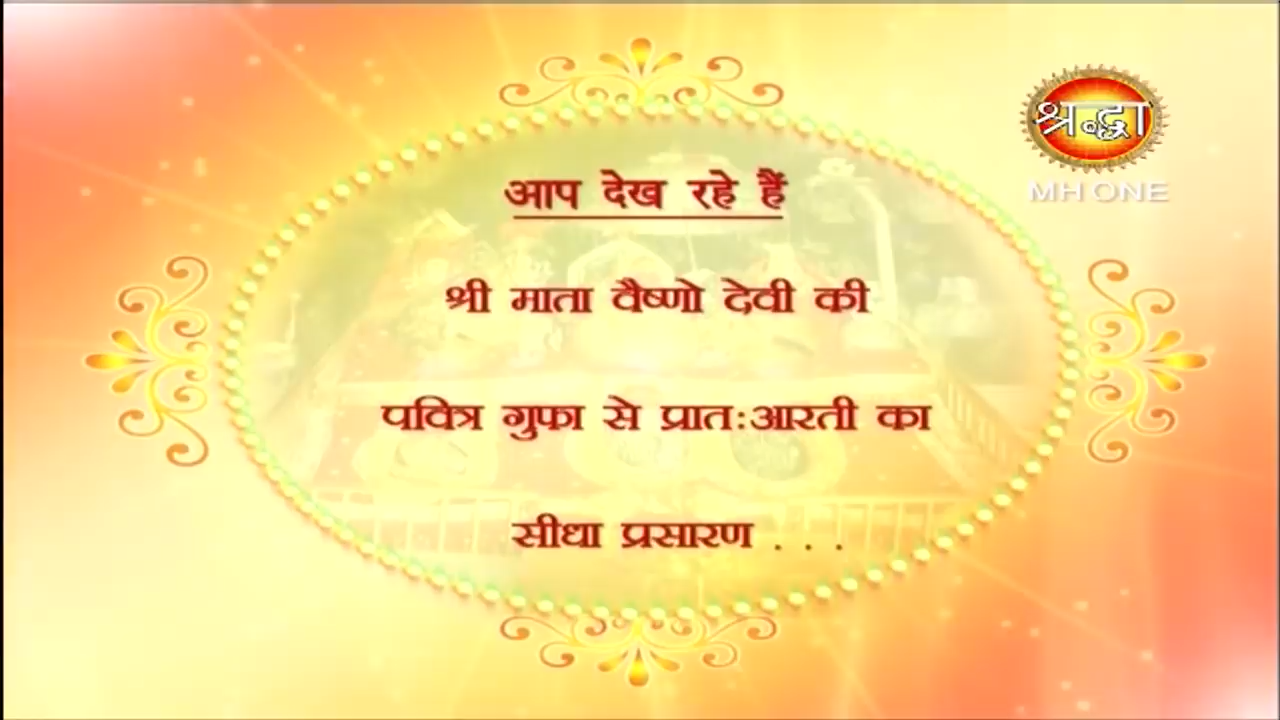 श्रद्धा
MH ONE
आप देख रहे हैं
श्री माता वैष्णो देवी की
पवित्र गुफा से प्रातःआरती का
सीधा प्रसारण . . .